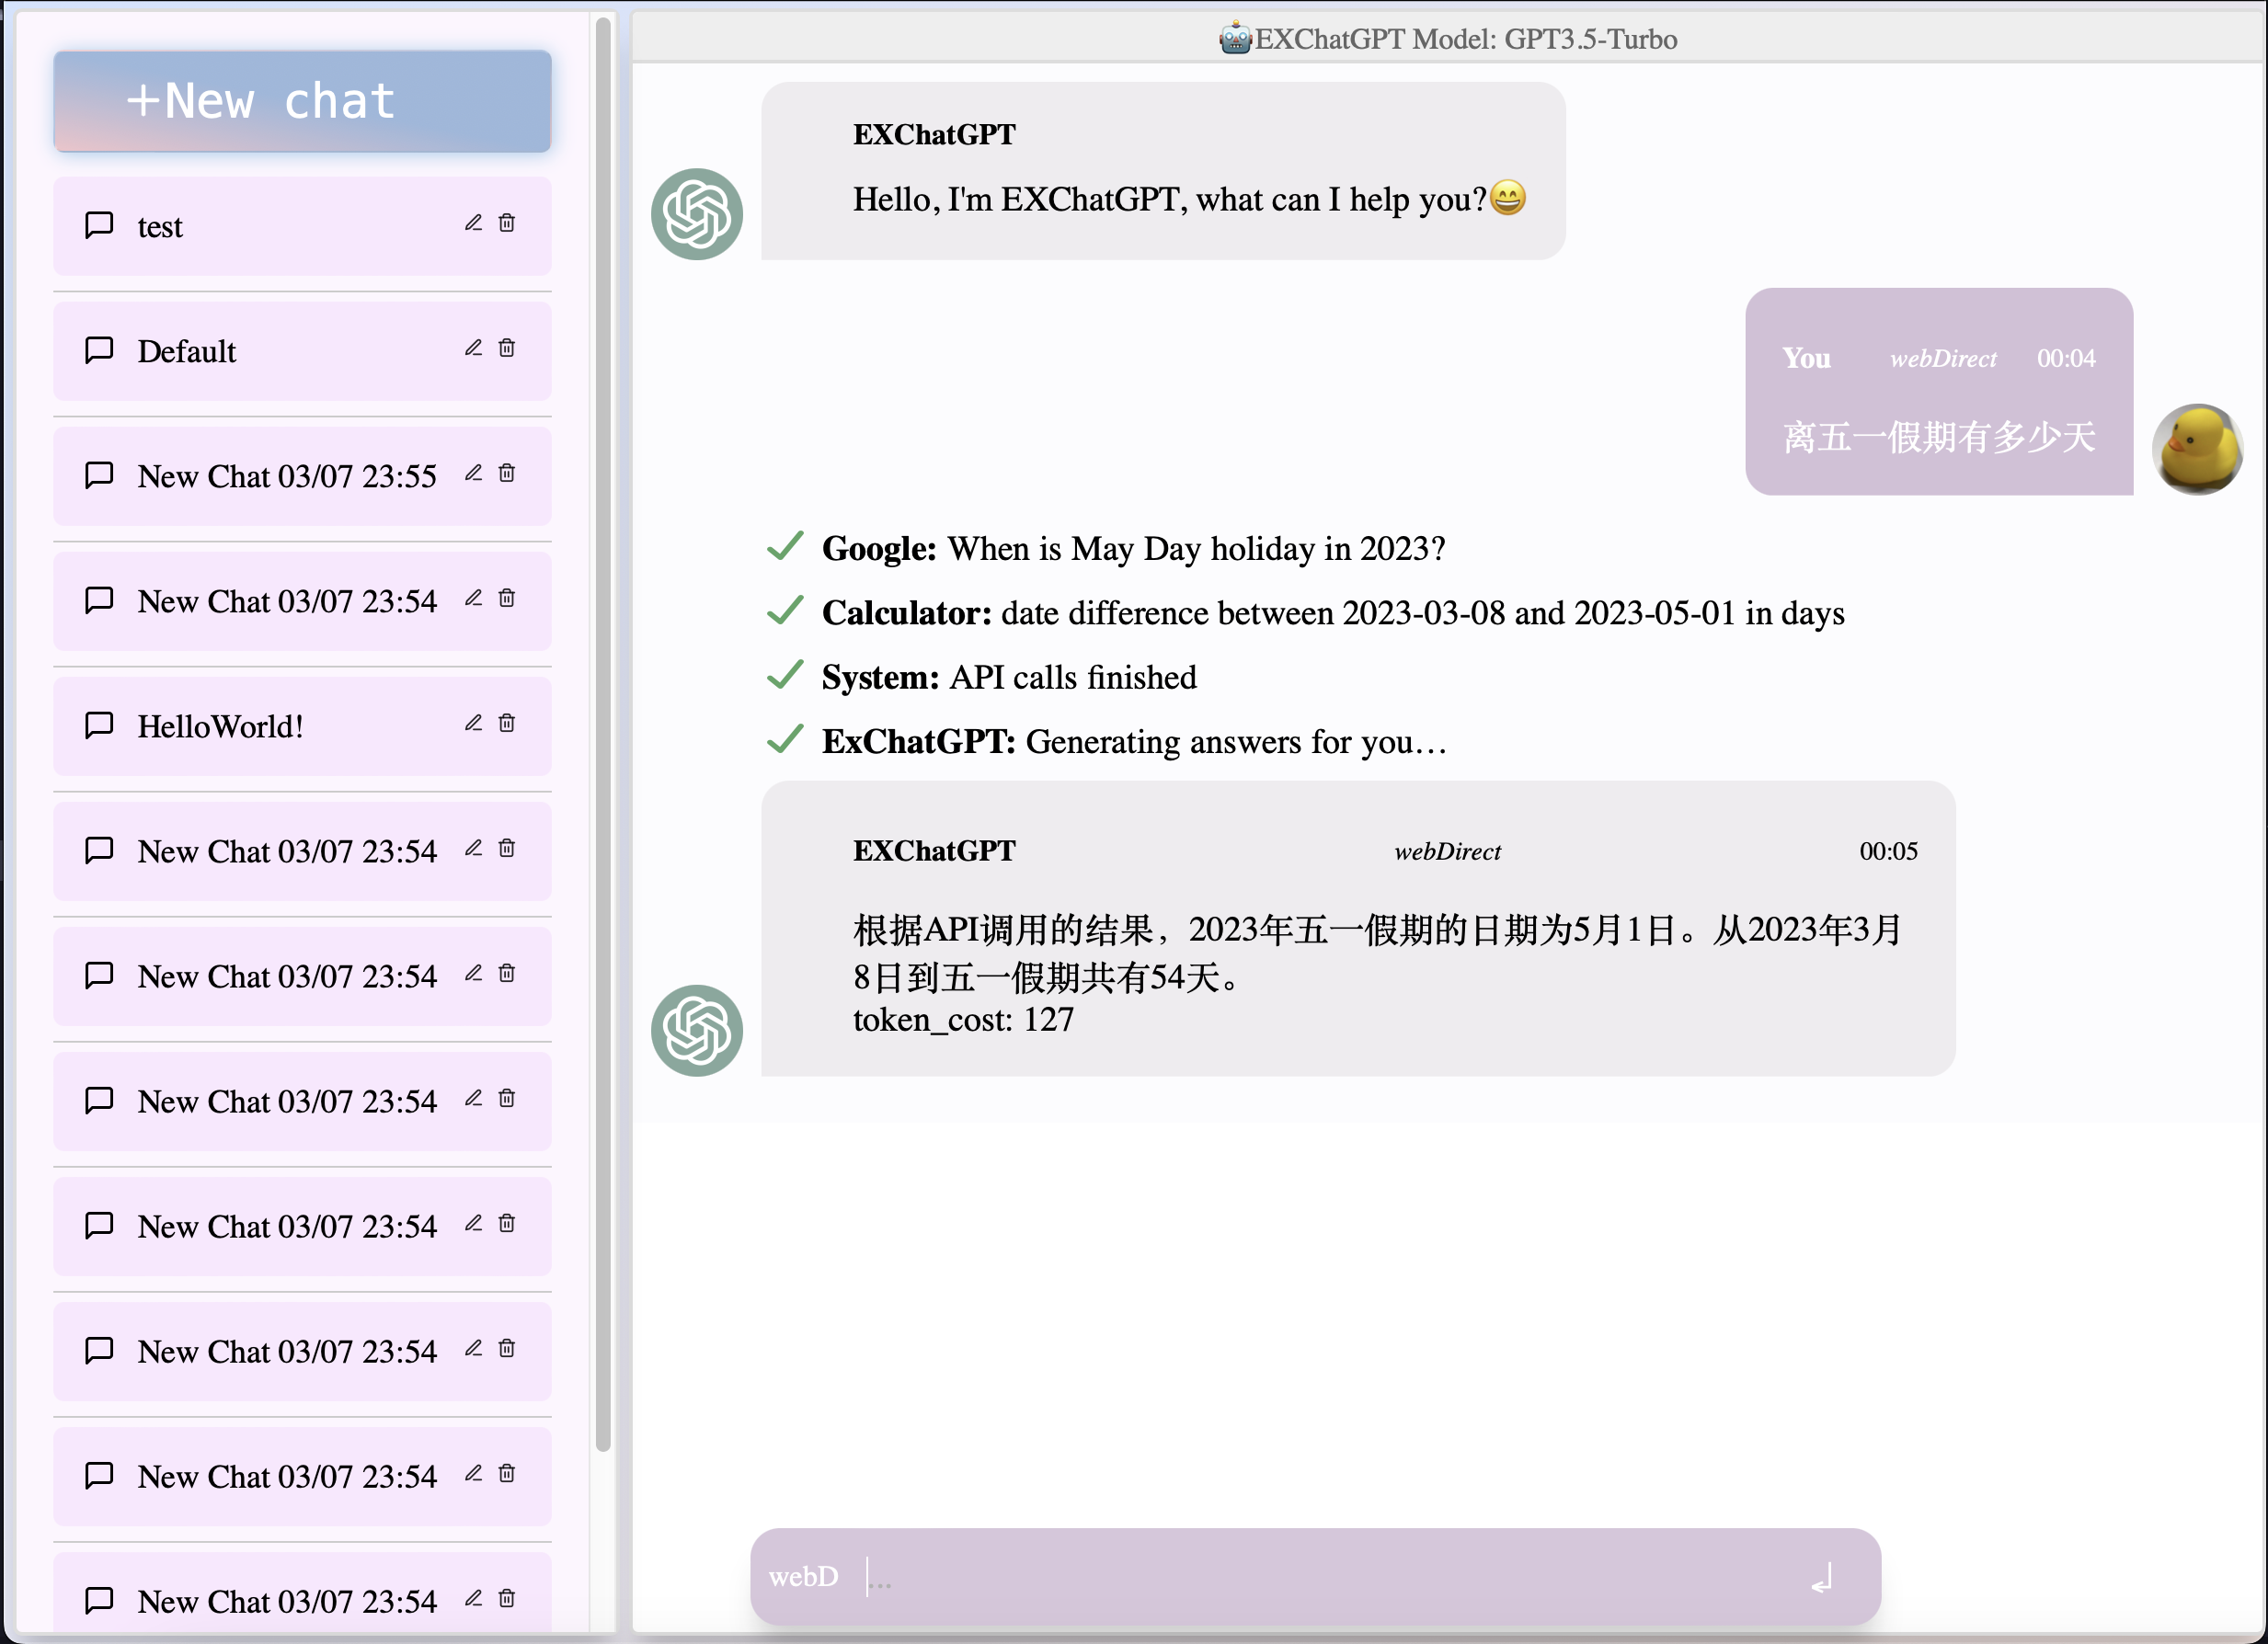 +New chat
test
Default
New Chat 03/07 23:55
New Chat 03/07 23:54
HelloWorld!
New Chat 03/07 23:54
New Chat 03/07 23:54
New Chat 03/07 23:54
New Chat 03/07 23:54
New Chat 03/07 23:54
New Chat 03/07 23:54
New Chat 03/07 23:54
🤖EXChatGPT Model: GPT3.5-Turbo
EXChatGPT
Hello, I'm EXChatGPT, what can I help you?😄
You webDirect 00:04
离五一假期有多少天
Google: When is May Day holiday in 2023?
Calculator: date difference between 2023-03-08 and 2023-05-01 in days
System: API calls finished
ExChatGPT: Generating answers for you…
EXChatGPT webDirect 00:05
根据API调用的结果，2023年五一假期的日期为5月1日。从2023年3月
8日到五一假期共有54天。
token_cost: 127
webD ...